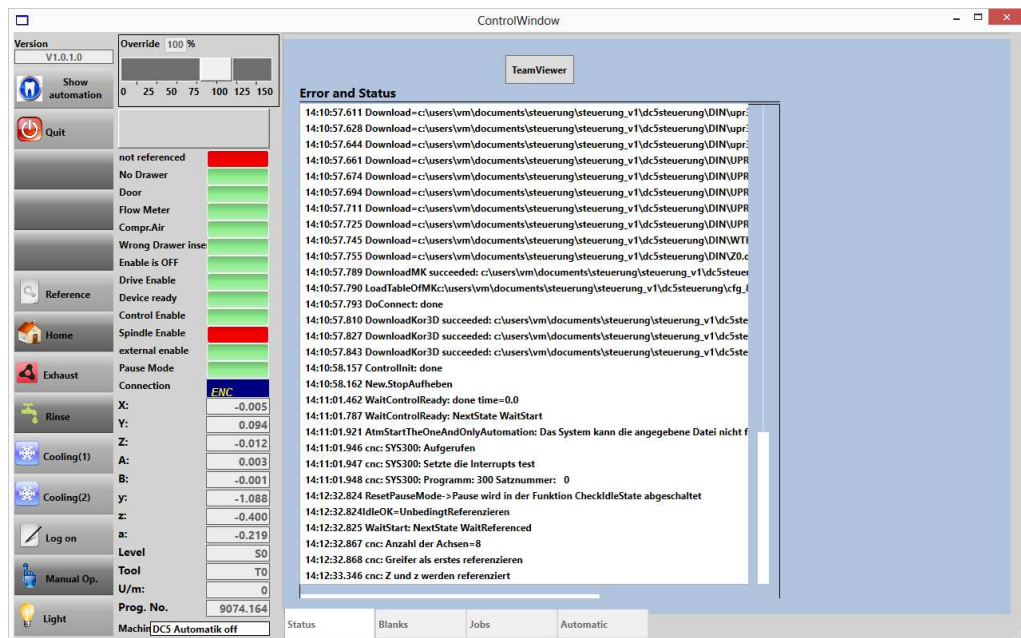 ControlWindow
Version
V1.0.1.0
Show automation
Quit
Reference
Home
Exhaust
Rinse
Cooling(1)
Cooling(2)
Log on
Manual Op.
Light
Override 100 %
0 25 50 75 100 125 150
not referenced
No Drawer
Door
Flow Meter
Compr.Air
Wrong Drawer inse
Enable is OFF
Drive Enable
Device ready
Control Enable
Spindle Enable
external enable
Pause Mode
Connection ENC
X: -0.005
Y: 0.094
Z: -0.012
A: 0.003
B: -0.001
y: -1.088
z: -0.400
a: -0.219
Level S0
Tool T0
U/m: 0
Prog. No. 9074.164
Machin DC5 Automatik off
TeamViewer
Error and Status
14:10:57.611 Download=c:\users\vm\documents\steuerung\steuerung_v1\dc5steuerung\DIN\upr3
14:10:57.628 Download=c:\users\vm\documents\steuerung\steuerung_v1\dc5steuerung\DIN\upr3
14:10:57.644 Download=c:\users\vm\documents\steuerung\steuerung_v1\dc5steuerung\DIN\upr3
14:10:57.661 Download=c:\users\vm\documents\steuerung\steuerung_v1\dc5steuerung\DIN\UPR
14:10:57.674 Download=c:\users\vm\documents\steuerung\steuerung_v1\dc5steuerung\DIN\UPR
14:10:57.694 Download=c:\users\vm\documents\steuerung\steuerung_v1\dc5steuerung\DIN\UPR
14:10:57.711 Download=c:\users\vm\documents\steuerung\steuerung_v1\dc5steuerung\DIN\UPR
14:10:57.725 Download=c:\users\vm\documents\steuerung\steuerung_v1\dc5steuerung\DIN\UPR
14:10:57.745 Download=c:\users\vm\documents\steuerung\steuerung_v1\dc5steuerung\DIN\WTI
14:10:57.755 Download=c:\users\vm\documents\steuerung\steuerung_v1\dc5steuerung\DIN\Z0.c
14:10:57.789 DownloadMK succeeded: c:\users\vm\documents\steuerung\steuerung_v1\dc5steuer
14:10:57.790 LoadTableOfMKc:\users\vm\documents\steuerung\steuerung_v1\dc5steuerung\cfg_8
14:10:57.793 DoConnect: done
14:10:57.810 DownloadKor3D succeeded: c:\users\vm\documents\steuerung\steuerung_v1\dc5ste
14:10:57.827 DownloadKor3D succeeded: c:\users\vm\documents\steuerung\steuerung_v1\dc5ste
14:10:57.843 DownloadKor3D succeeded: c:\users\vm\documents\steuerung\steuerung_v1\dc5ste
14:10:58.157 ControlInit: done
14:10:58.162 New.StopAufheben
14:11:01.462 WaitControlReady: done time=0.0
14:11:01.787 WaitControlReady: NextState WaitStart
14:11:01.921 AtmStartTheOneAndOnlyAutomation: Das System kann die angegebene Datei nicht f
14:11:01.946 cnc: SYS300: Aufgerufen
14:11:01.947 cnc: SYS300: Setzte die Interrupts test
14:11:01.948 cnc: SYS300: Programm: 300 Satznummer: 0
14:12:32.824 ResetPauseMode->Pause wird in der Funktion CheckIdleState abgeschaltet
14:12:32.824IdleOK=UnbedingtReferenzieren
14:12:32.825 WaitStart: NextState WaitReferenced
14:12:32.867 cnc: Anzahl der Achsen=8
14:12:32.868 cnc: Greifer als erstes referenzieren
14:12:33.346 cnc: Z und z werden referenziert
Status
Blanks
Jobs
Automatic